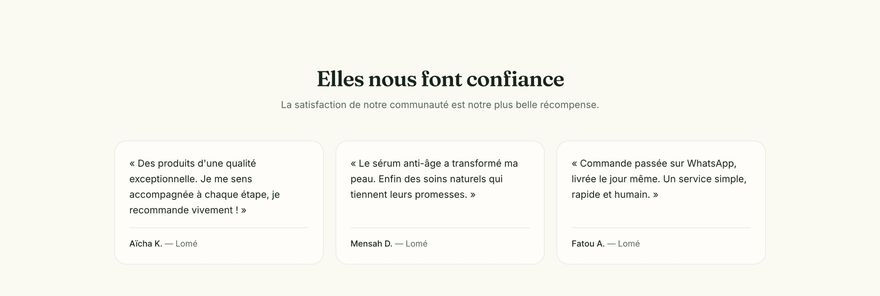 Elles nous font confiance
La satisfaction de notre communauté est notre plus belle récompense.
« Des produits d'une qualité
exceptionnelle. Je me sens
accompagnée à chaque étape, je
recommande vivement ! »
Aïcha K. — Lomé
« Le sérum anti-âge a transformé ma
peau. Enfin des soins naturels qui
tiennent leurs promesses. »
Mensah D. — Lomé
« Commande passée sur WhatsApp,
livrée le jour même. Un service simple,
rapide et humain. »
Fatou A. — Lomé